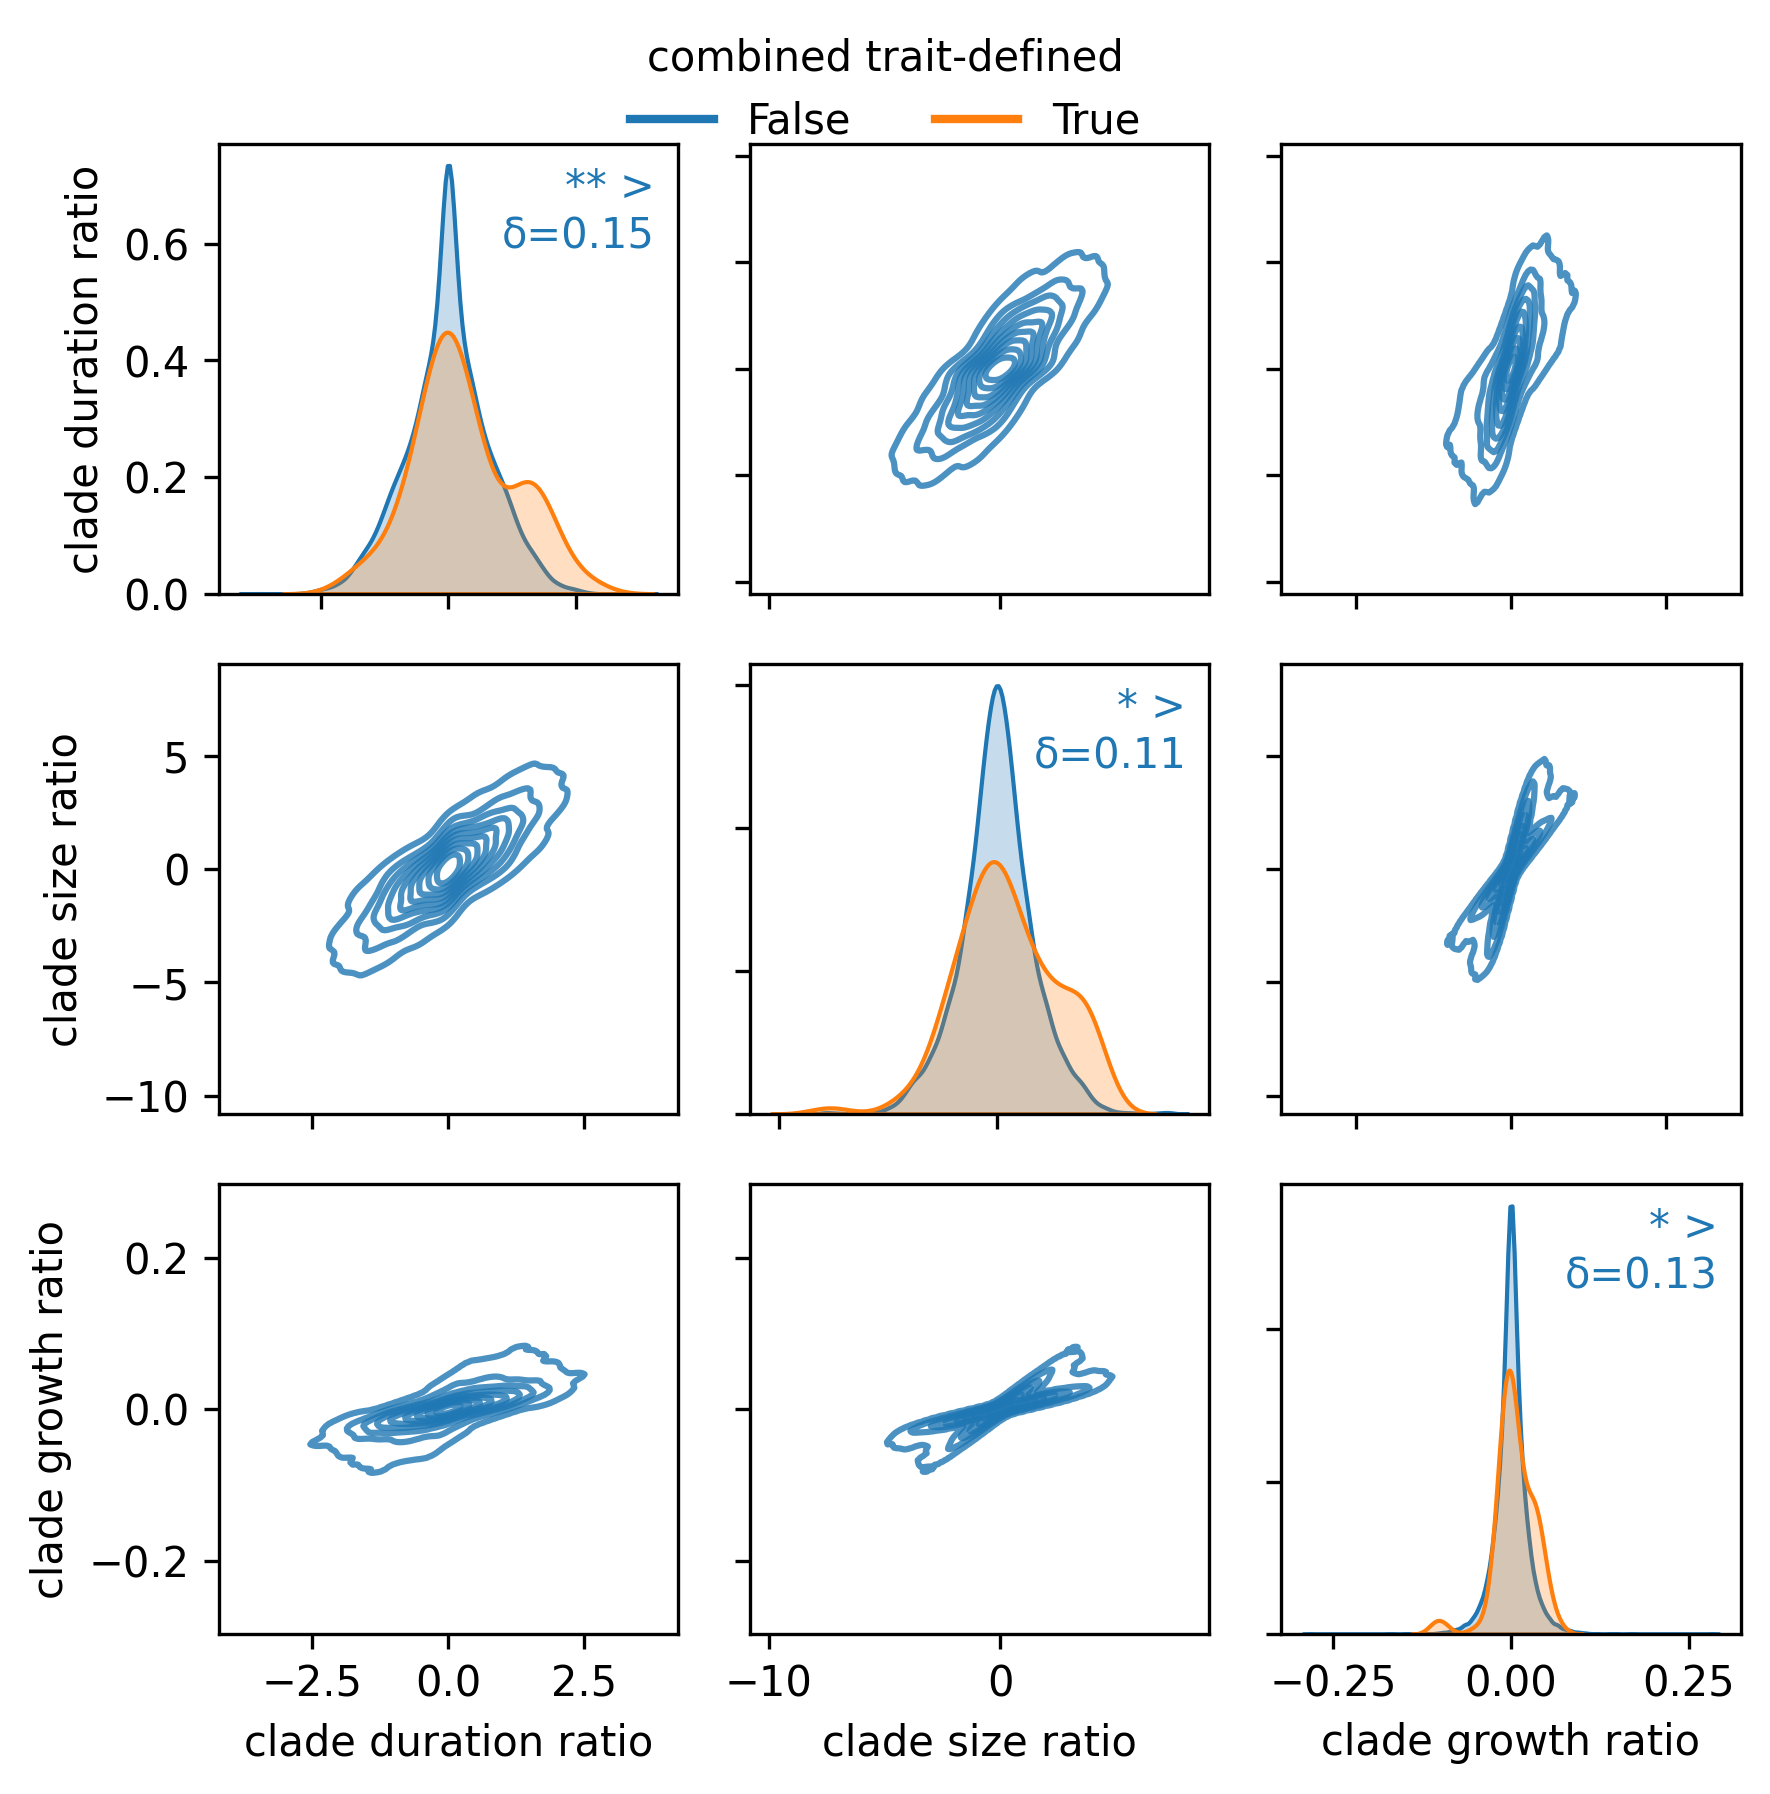 combined trait-defined
False True
clade duration ratio
0.6
0.4
0.2
0.0
** >
δ=0.15
clade size ratio
5
0
−5
−10
* >
δ=0.11
clade growth ratio
0.2
0.0
−0.2
* >
δ=0.13
−2.5 0.0 2.5
−10 0
−0.25 0.00 0.25
clade duration ratio
clade size ratio
clade growth ratio